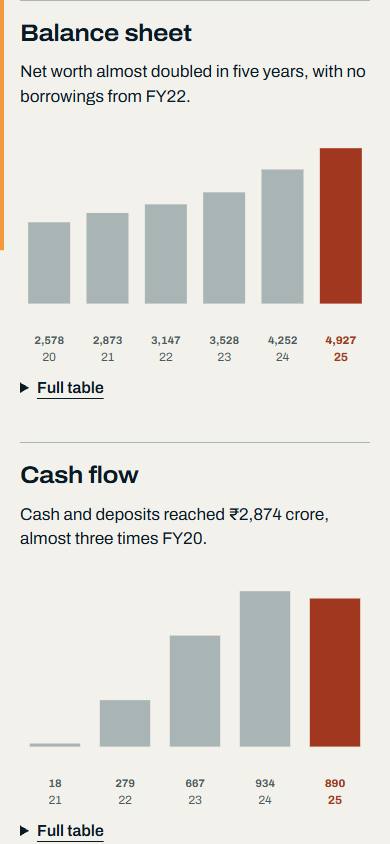 Balance sheet
Net worth almost doubled in five years, with no
borrowings from FY22.
2,578 2,873 3,147 3,528 4,252 4,927
20 21 22 23 24 25
▶ Full table
Cash flow
Cash and deposits reached ₹2,874 crore,
almost three times FY20.
18 279 667 934 890
21 22 23 24 25
▶ Full table